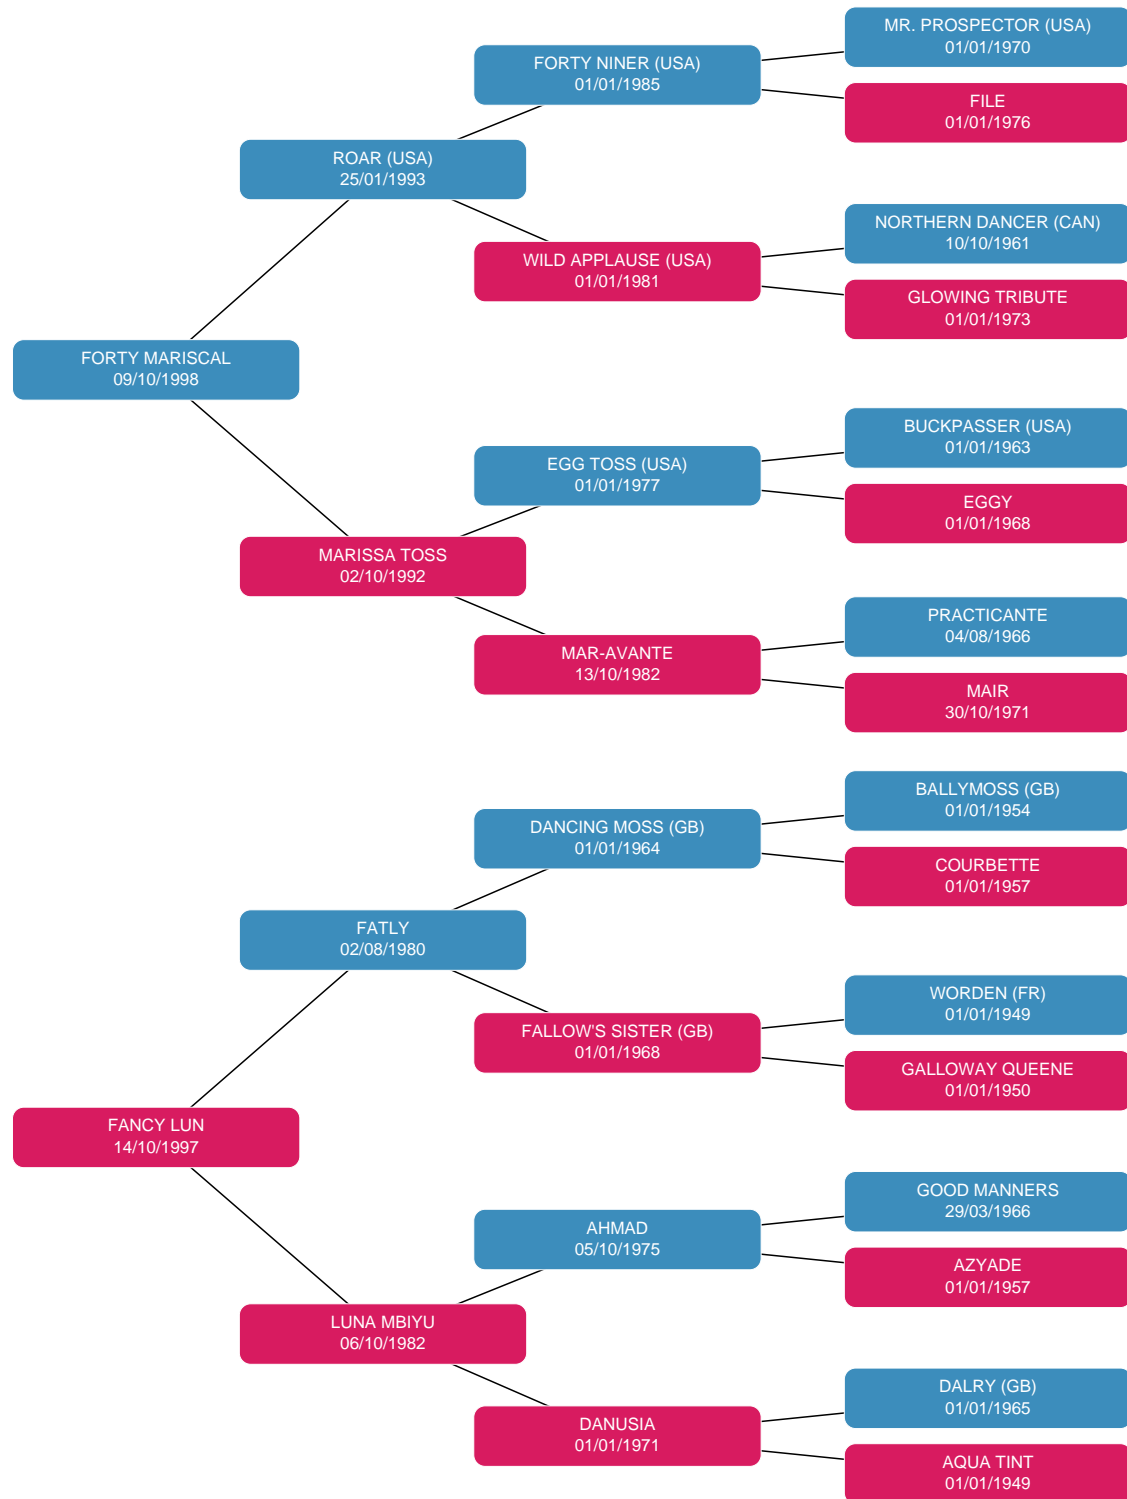 MR. PROSPECTOR (USA)
01/01/1970
FORTY NINER (USA)
01/01/1985
FILE
01/01/1976
ROAR (USA)
25/01/1993
NORTHERN DANCER (CAN)
10/10/1961
WILD APPLAUSE (USA)
01/01/1981
GLOWING TRIBUTE
01/01/1973
FORTY MARISCAL
09/10/1998
BUCKPASSER (USA)
01/01/1963
EGG TOSS (USA)
01/01/1977
EGGY
01/01/1968
MARISSA TOSS
02/10/1992
PRACTICANTE
04/08/1966
MAR-AVANTE
13/10/1982
MAIR
30/10/1971
BALLYMOSS (GB)
01/01/1954
DANCING MOSS (GB)
01/01/1964
COURBETTE
01/01/1957
FATLY
02/08/1980
WORDEN (FR)
01/01/1949
FALLOW'S SISTER (GB)
01/01/1968
GALLOWAY QUEENE
01/01/1950
FANCY LUN
14/10/1997
GOOD MANNERS
29/03/1966
AHMAD
05/10/1975
AZYADE
01/01/1957
LUNA MBIYU
06/10/1982
DALRY (GB)
01/01/1965
DANUSIA
01/01/1971
AQUA TINT
01/01/1949